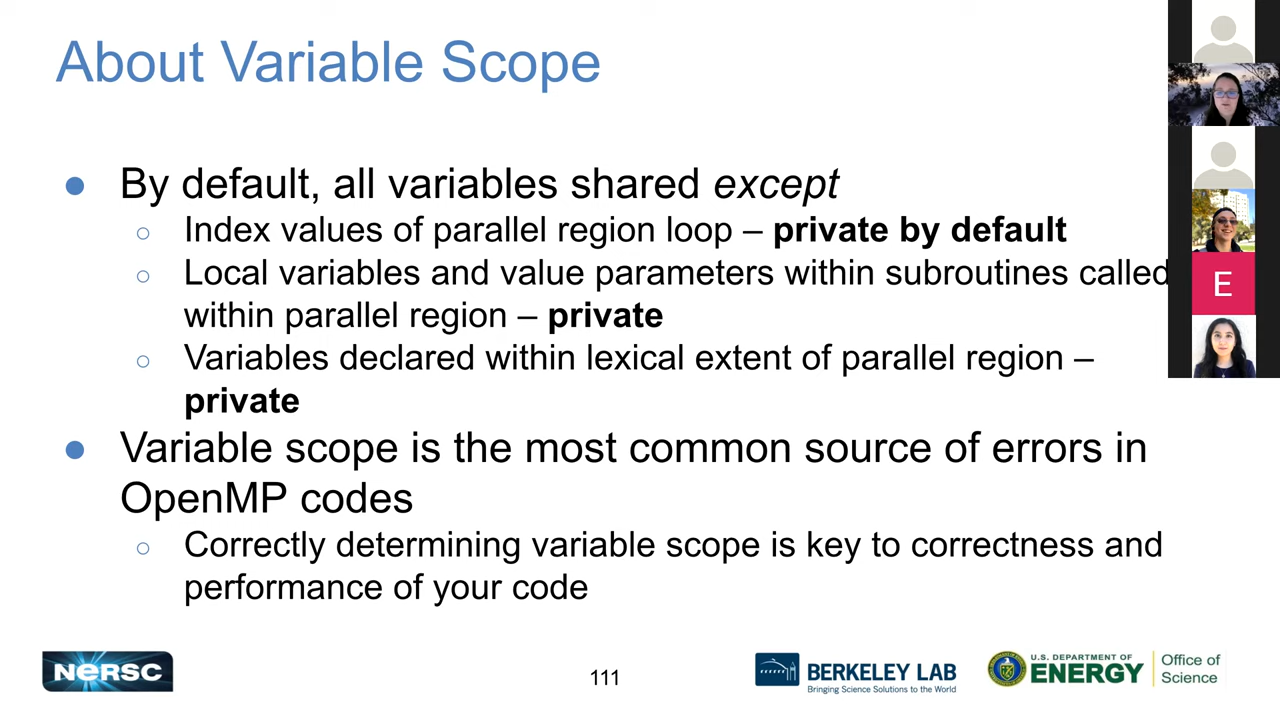 About Variable Scope
● By default, all variables shared except
○ Index values of parallel region loop – private by default
○ Local variables and value parameters within subroutines called
within parallel region – private
○ Variables declared within lexical extent of parallel region –
private
● Variable scope is the most common source of errors in
OpenMP codes
○ Correctly determining variable scope is key to correctness and
performance of your code
E
NERSC
111
BERKELEY LAB
Bringing Science Solutions to the World
U.S. DEPARTMENT OF
ENERGY
Office of
Science